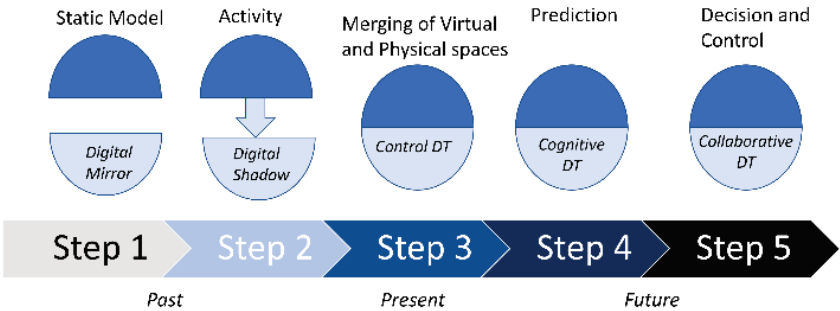 Static Model
Activity
Merging of Virtual
and Physical spaces
Prediction
Decision and
Control
Digital
Mirror
Digital
Shadow
Control DT
Cognitive
DT
Collaborative
DT
Step 1
Step 2
Step 3
Step 4
Step 5
Past
Present
Future